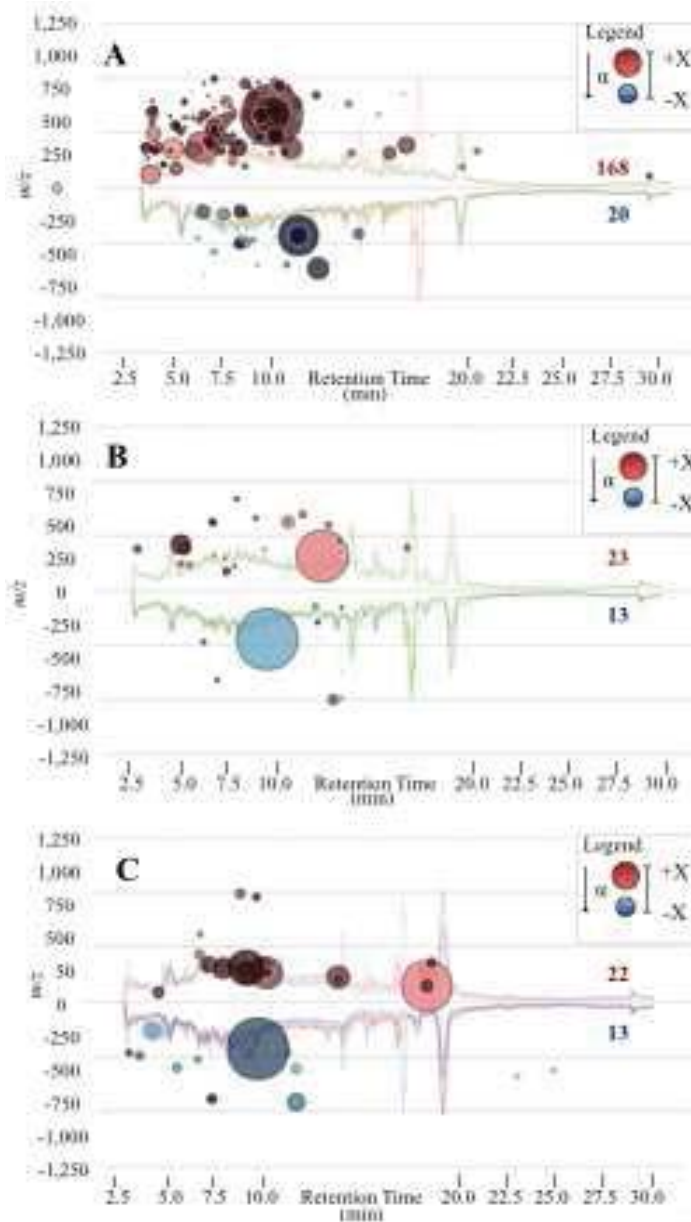 1,250
A
Legend
1,000
+X
α
750
-X
500
250
168
m/z
0
20
-250
-500
-750
-1,000
-1,250
2.5 5.0 7.5 10.0 Retention Time 20.0 22.5 25.0 27.5 30.0
(min)
1,250
B
Legend
1,000
+X
α
750
-X
500
250
23
m/z
0
13
-250
-500
-750
-1,000
-1,250
2.5 5.0 7.5 10.0 Retention Time 20.0 22.5 25.0 27.5 30.0
(min)
1,250
C
Legend
1,000
+X
α
750
-X
500
50
22
m/z
0
13
-250
-500
-750
-1,000
-1,250
2.5 5.0 7.5 10.0 Retention Time 20.0 22.5 25.0 27.5 30.0
(min)